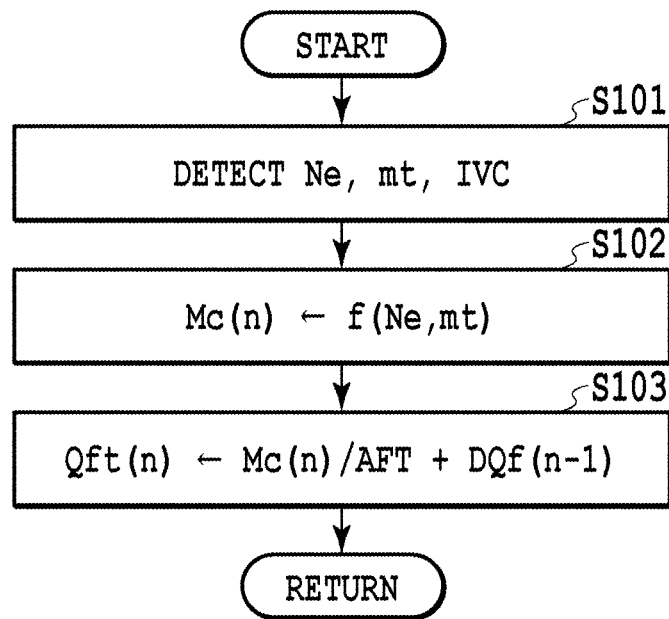 START
S101
DETECT Ne, mt, IVC
S102
Mc(n) ← f(Ne,mt)
S103
Qft(n) ← Mc(n)/AFT + DQf(n-1)
RETURN